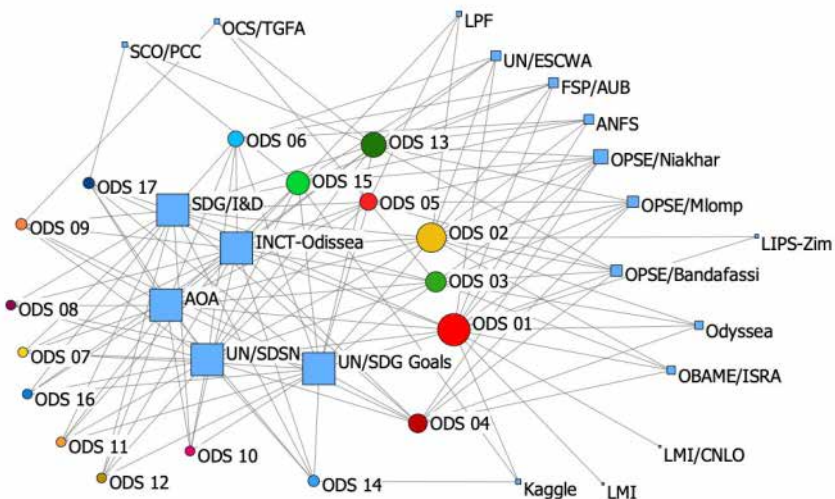 LPF
OCS/TGFA
SCO/PCC
UN/ESCWA
FSP/AUB
ANFS
ODS 06
ODS 13
OPSE/Niakhar
ODS 17
ODS 15
SDG/I&D
ODS 05
OPSE/Mlomp
ODS 09
INCT-Odissea
ODS 02
LIPS-Zim
OPSE/Bandafassi
ODS 03
ODS 08
AOA
ODS 01
Odyssea
ODS 07
UN/SDSN
UN/SDG Goals
OBAME/ISRA
ODS 16
ODS 04
ODS 11
ODS 10
LMI/CNLO
ODS 12
ODS 14
Kaggle
LMI